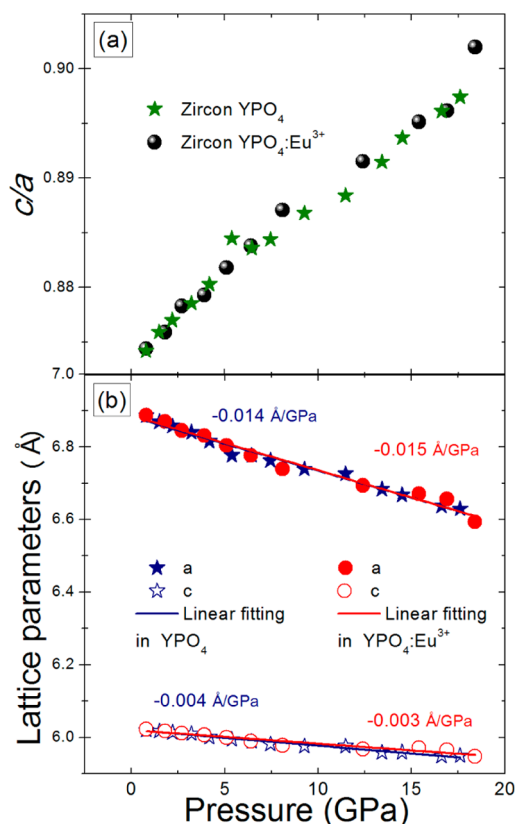 (a)
0.90
0.89
0.88
c/a
Zircon YPO4
Zircon YPO4:Eu3+
7.0
(b)
-0.014 Å/GPa
-0.015 Å/GPa
6.8
6.6
6.4
6.2
6.0
Lattice parameters ( Å)
a
a
c
c
Linear fitting
Linear fitting
in YPO4
in YPO4:Eu3+
-0.004 Å/GPa
-0.003 Å/GPa
0
5
10
15
20
Pressure (GPa)